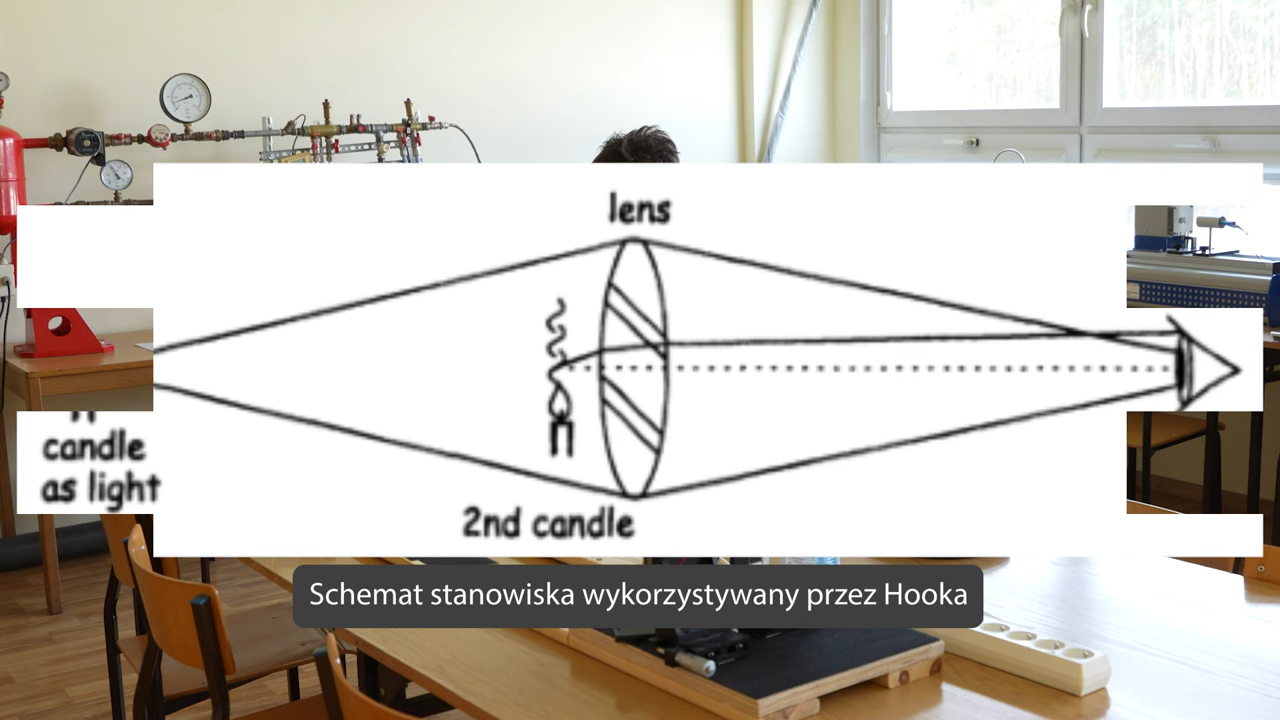 lens
candle
as light
2nd candle
Schemat stanowiska wykorzystywany przez Hooka